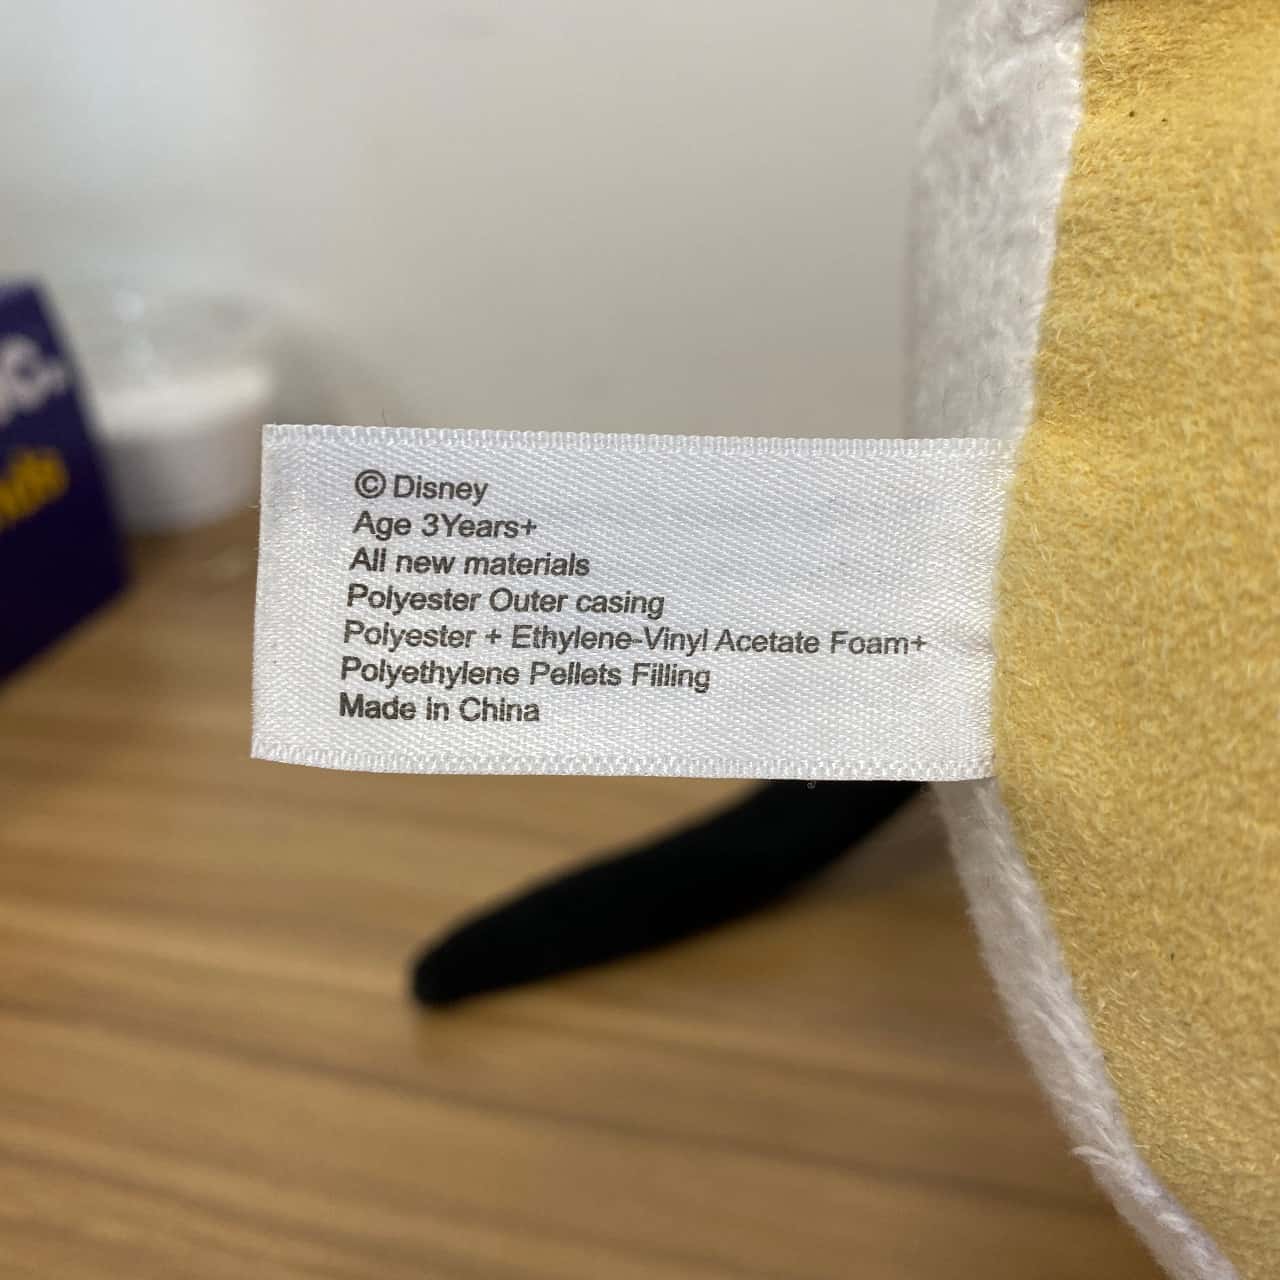 © Disney
Age 3Years+
All new materials
Polyester Outer casing
Polyester + Ethylene-Vinyl Acetate Foam+
Polyethylene Pellets Filling
Made in China